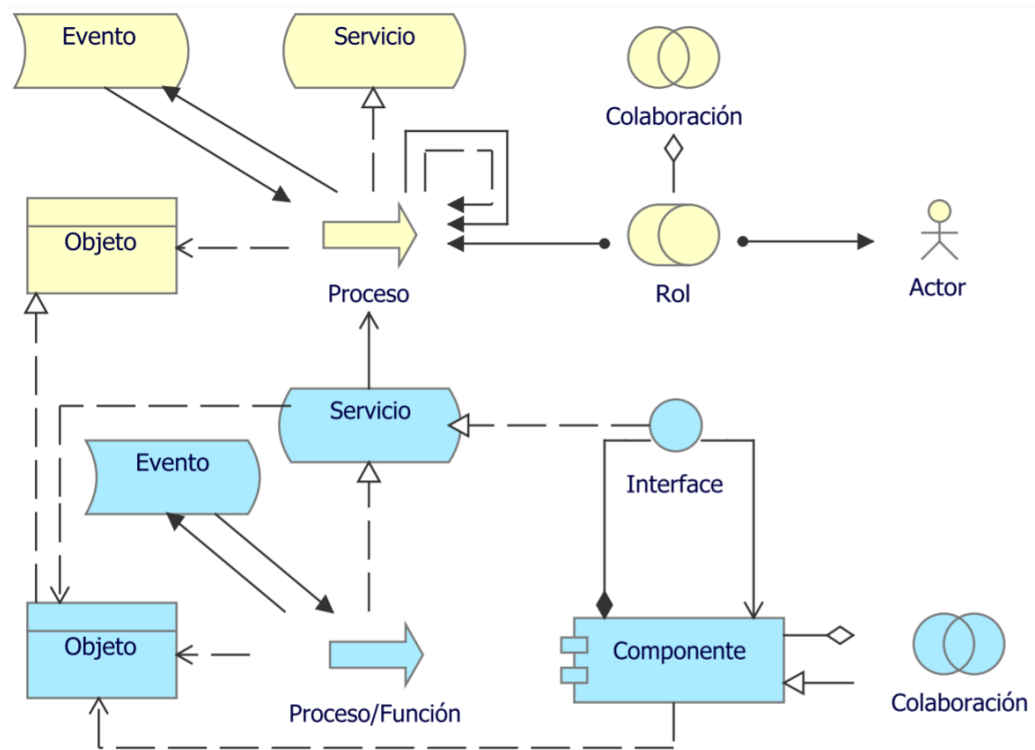 Evento
Servicio
Colaboración
Objeto
Proceso
Rol
Actor
Servicio
Evento
Interface
Objeto
Componente
Proceso/Función
Colaboración